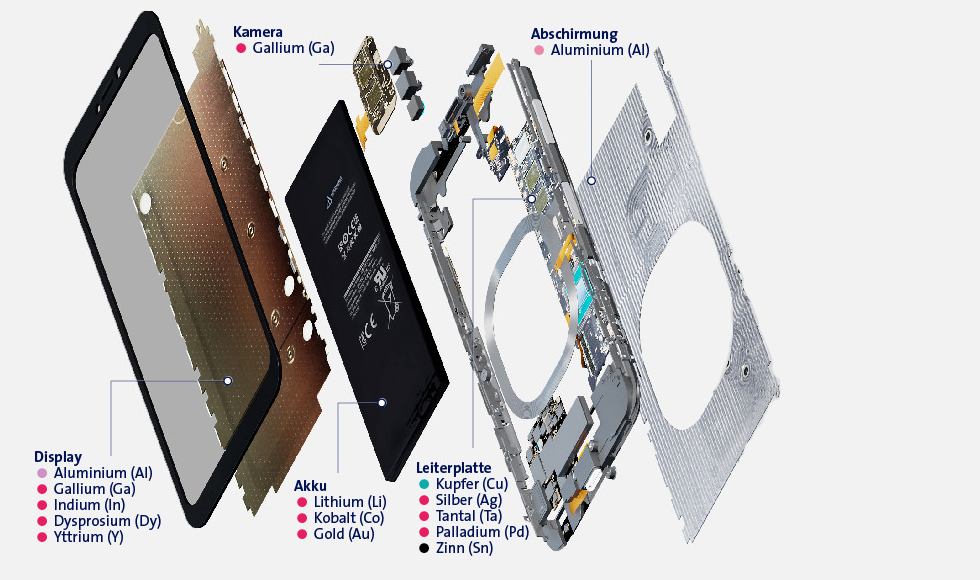 Kamera
Gallium (Ga)
Abschirmung
Aluminium (Al)
Display
Aluminium (Al)
Gallium (Ga)
Indium (In)
Dysprosium (Dy)
Yttrium (Y)
Akku
Lithium (Li)
Kobalt (Co)
Gold (Au)
Leiterplatte
Kupfer (Cu)
Silber (Ag)
Tantal (Ta)
Palladium (Pd)
Zinn (Sn)